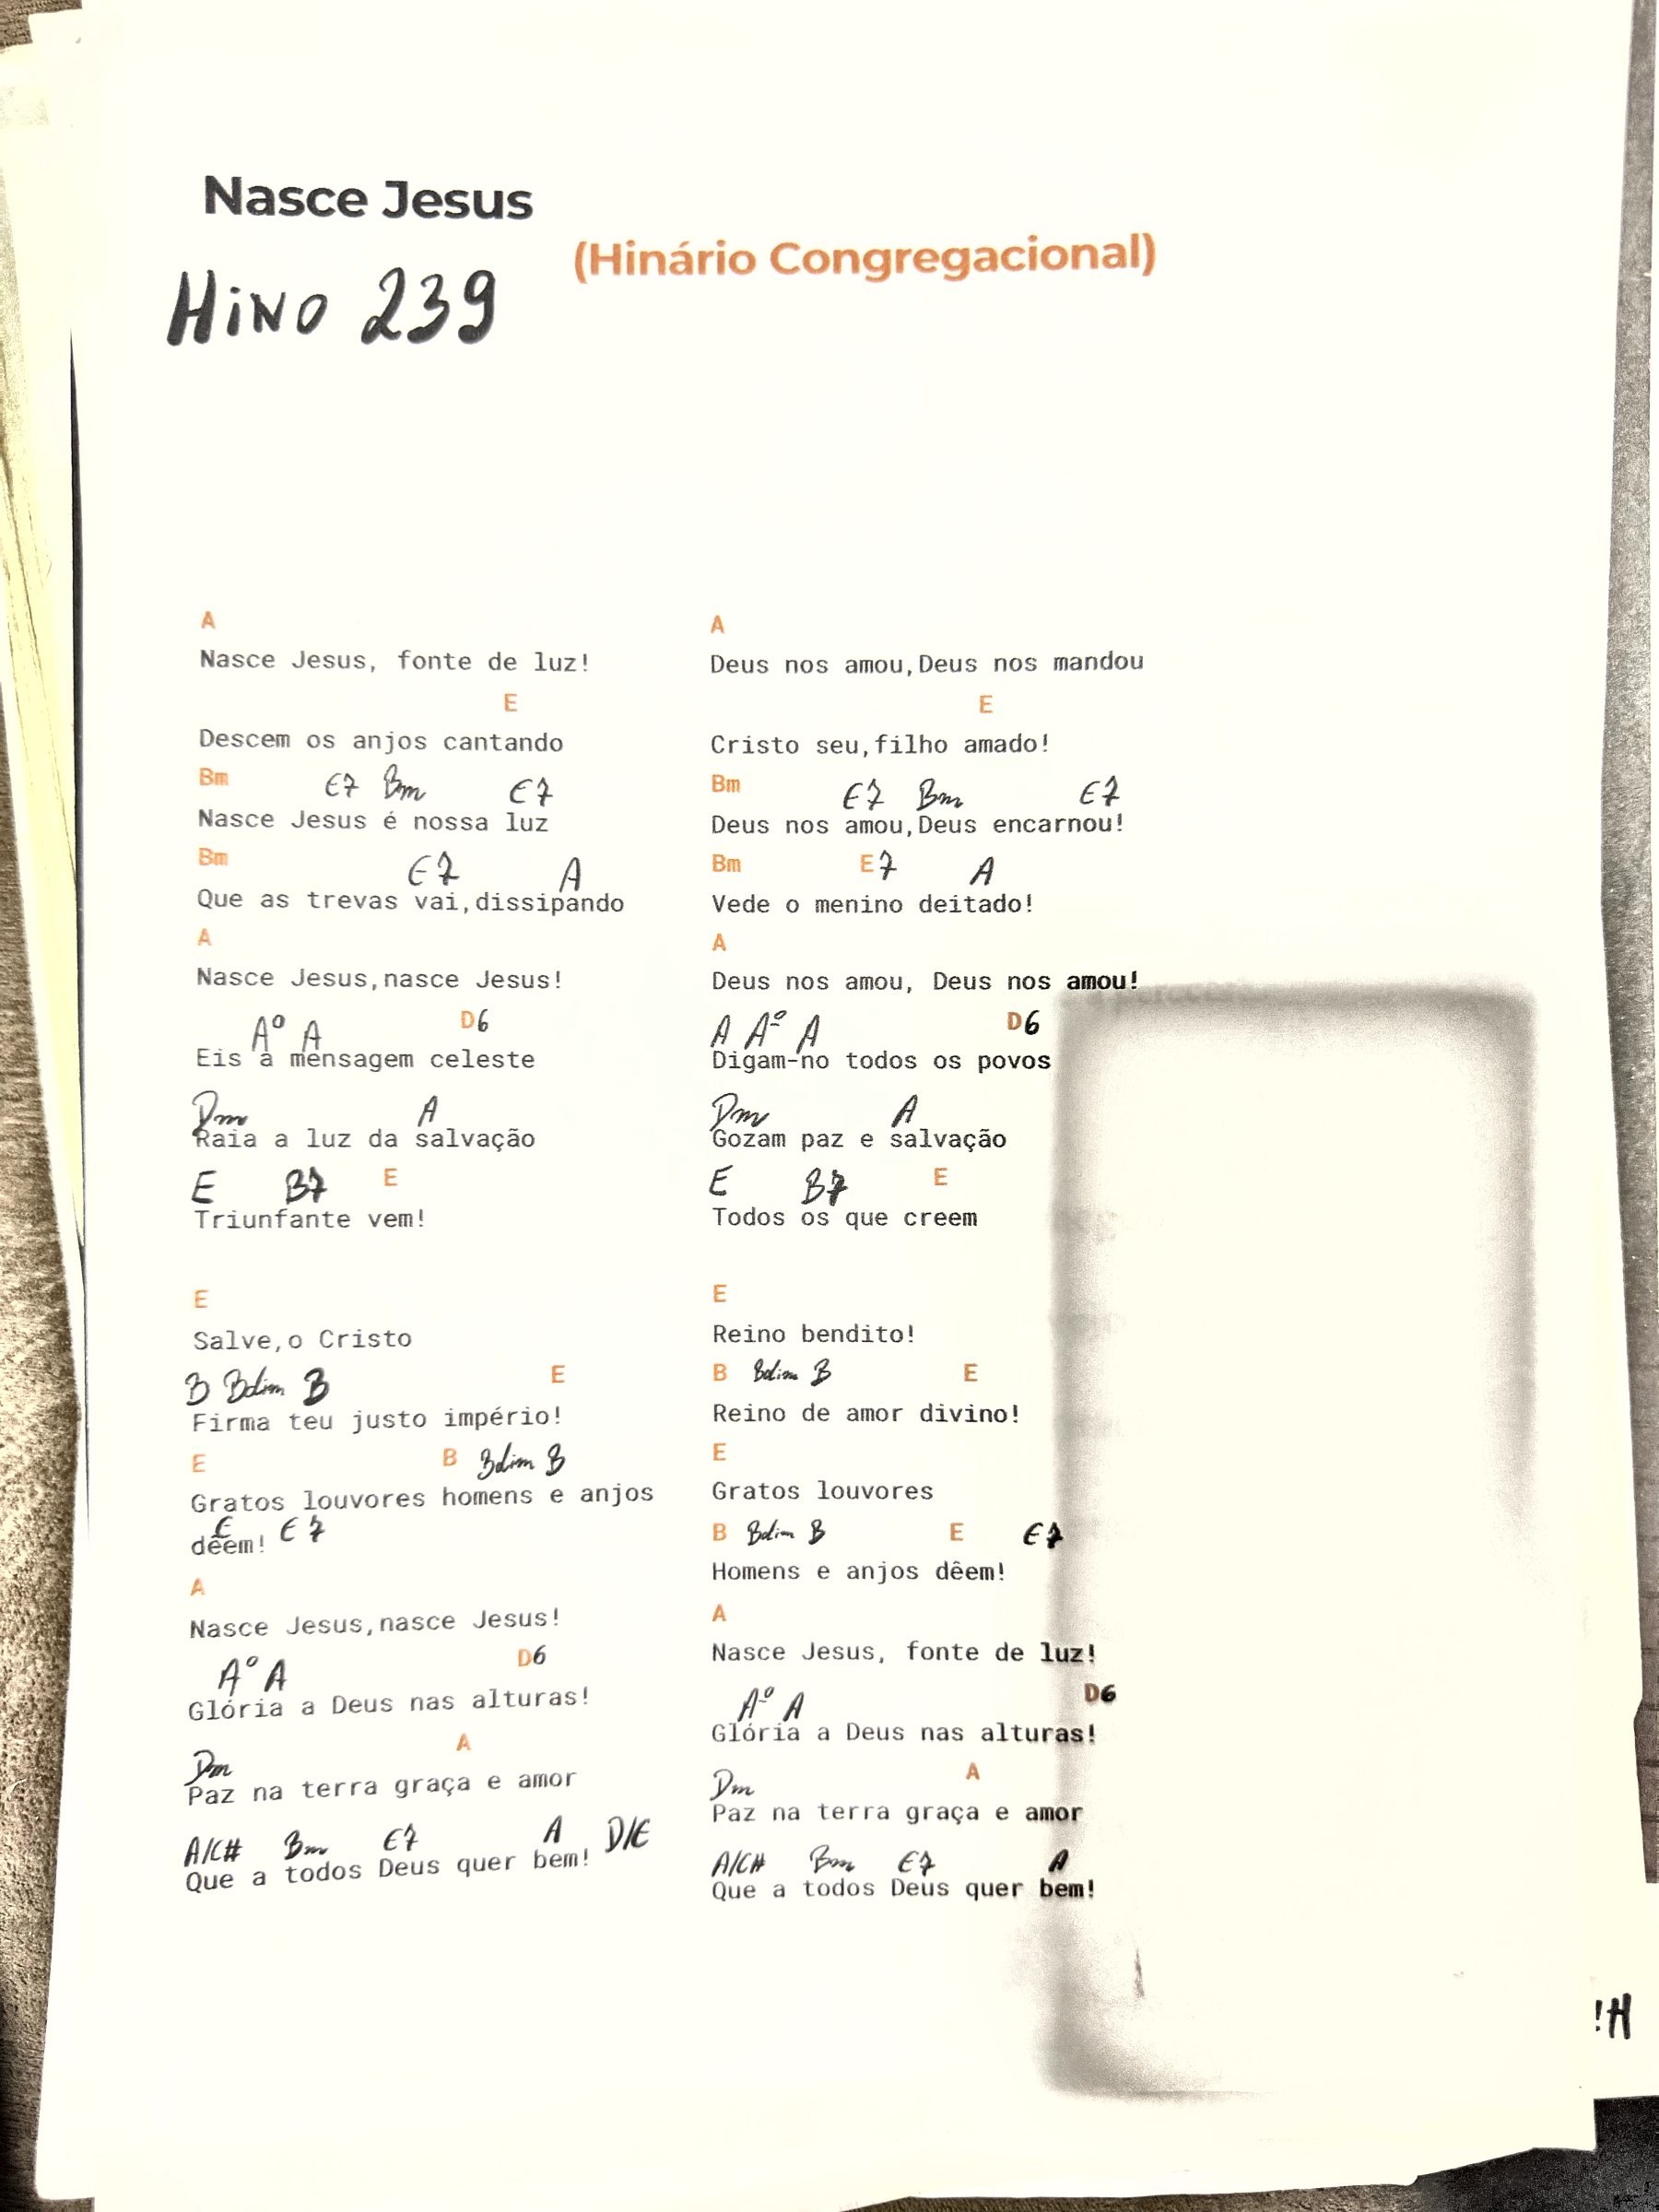 Nasce Jesus
(Hinário Congregacional)
HiNO 239
A
Nasce Jesus, fonte de luz!
E
Descem os anjos cantando
Bm E7 Bm E7
Nasce Jesus é nossa luz
Bm E7 A
Que as trevas vai,dissipando
A
Nasce Jesus,nasce Jesus!
Aº A D6
Eis a mensagem celeste
Dm A
Raia a luz da salvação
E B7 E
Triunfante vem!
E
Salve,o Cristo
B Bdim B E
Firma teu justo império!
E B Bdim B
Gratos louvores homens e anjos
E E7
dêem!
A
Nasce Jesus,nasce Jesus!
Aº A D6
Glória a Deus nas alturas!
Dm A
Paz na terra graça e amor
A/C# Bm E7 A D/E
Que a todos Deus quer bem!
A
Deus nos amou,Deus nos mandou
E
Cristo seu,filho amado!
Bm E7 Bm E7
Deus nos amou,Deus encarnou!
Bm E7 A
Vede o menino deitado!
A
Deus nos amou, Deus nos amou!
A Aº A D6
Digam-no todos os povos
Dm A
Gozam paz e salvação
E B7 E
Todos os que creem
E
Reino bendito!
B Bdim B E
Reino de amor divino!
E
Gratos louvores
B Bdim B E E7
Homens e anjos dêem!
A
Nasce Jesus, fonte de luz!
Aº A D6
Glória a Deus nas alturas!
Dm A
Paz na terra graça e amor
A/C# Bm E7 A
Que a todos Deus quer bem!